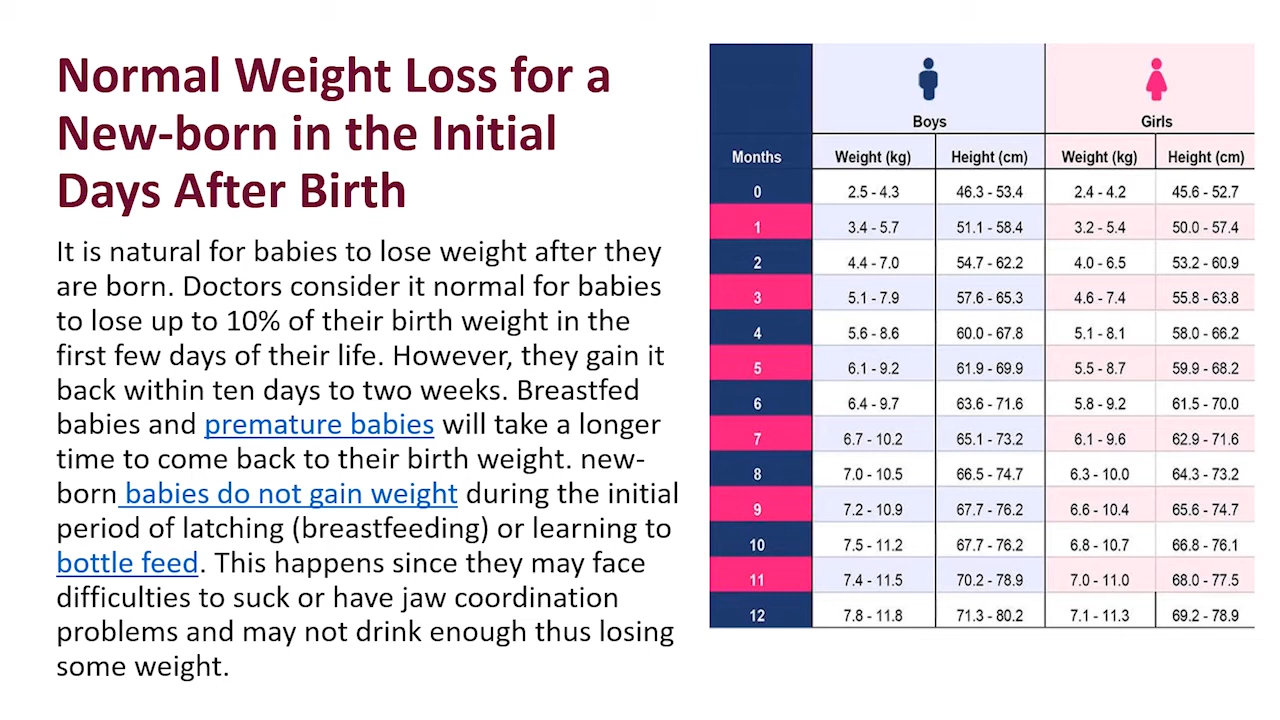 Normal Weight Loss for a
New-born in the Initial
Days After Birth
It is natural for babies to lose weight after they
are born. Doctors consider it normal for babies
to lose up to 10% of their birth weight in the
first few days of their life. However, they gain it
back within ten days to two weeks. Breastfed
babies and premature babies will take a longer
time to come back to their birth weight. new-
born babies do not gain weight during the initial
period of latching (breastfeeding) or learning to
bottle feed. This happens since they may face
difficulties to suck or have jaw coordination
problems and may not drink enough thus losing
some weight.
Boys Girls
Months Weight (kg) Height (cm) Weight (kg) Height (cm)
0 2.5 - 4.3 46.3 - 53.4 2.4 - 4.2 45.6 - 52.7
1 3.4 - 5.7 51.1 - 58.4 3.2 - 5.4 50.0 - 57.4
2 4.4 - 7.0 54.7 - 62.2 4.0 - 6.5 53.2 - 60.9
3 5.1 - 7.9 57.6 - 65.3 4.6 - 7.4 55.8 - 63.8
4 5.6 - 8.6 60.0 - 67.8 5.1 - 8.1 58.0 - 66.2
5 6.1 - 9.2 61.9 - 69.9 5.5 - 8.7 59.9 - 68.2
6 6.4 - 9.7 63.6 - 71.6 5.8 - 9.2 61.5 - 70.0
7 6.7 - 10.2 65.1 - 73.2 6.1 - 9.6 62.9 - 71.6
8 7.0 - 10.5 66.5 - 74.7 6.3 - 10.0 64.3 - 73.2
9 7.2 - 10.9 67.7 - 76.2 6.6 - 10.4 65.6 - 74.7
10 7.5 - 11.2 67.7 - 76.2 6.8 - 10.7 66.8 - 76.1
11 7.4 - 11.5 70.2 - 78.9 7.0 - 11.0 68.0 - 77.5
12 7.8 - 11.8 71.3 - 80.2 7.1 - 11.3 69.2 - 78.9